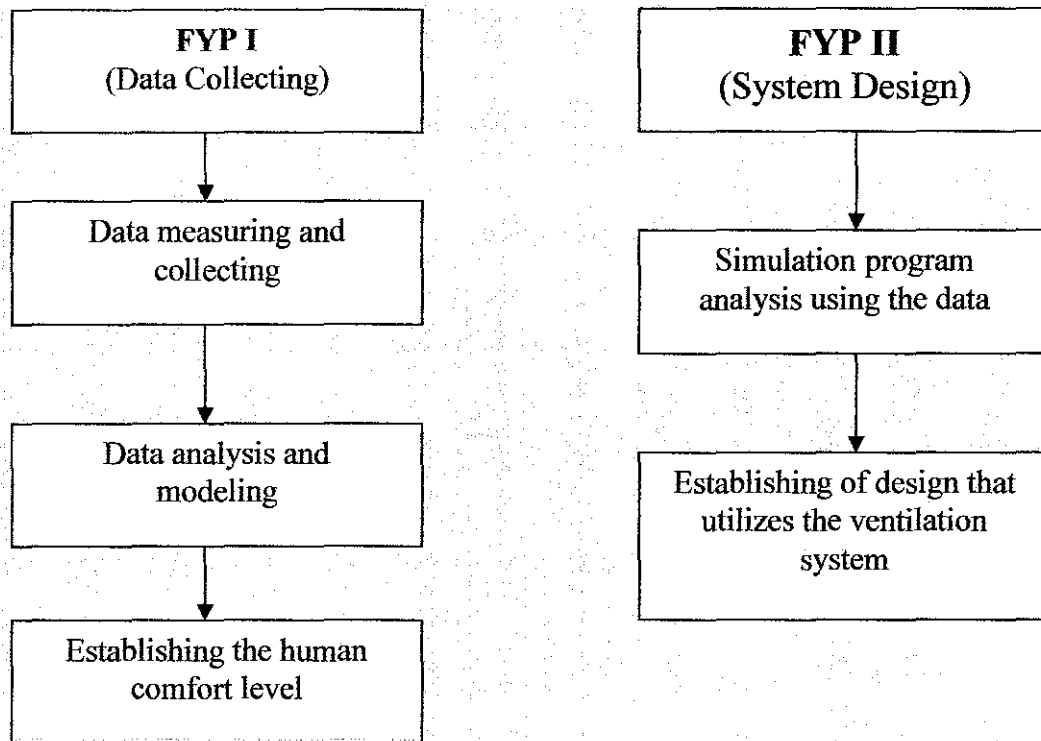 FYP I
(Data Collecting)
Data measuring and
collecting
Data analysis and
modeling
Establishing the human
comfort level
FYP II
(System Design)
Simulation program
analysis using the data
Establishing of design that
utilizes the ventilation
system